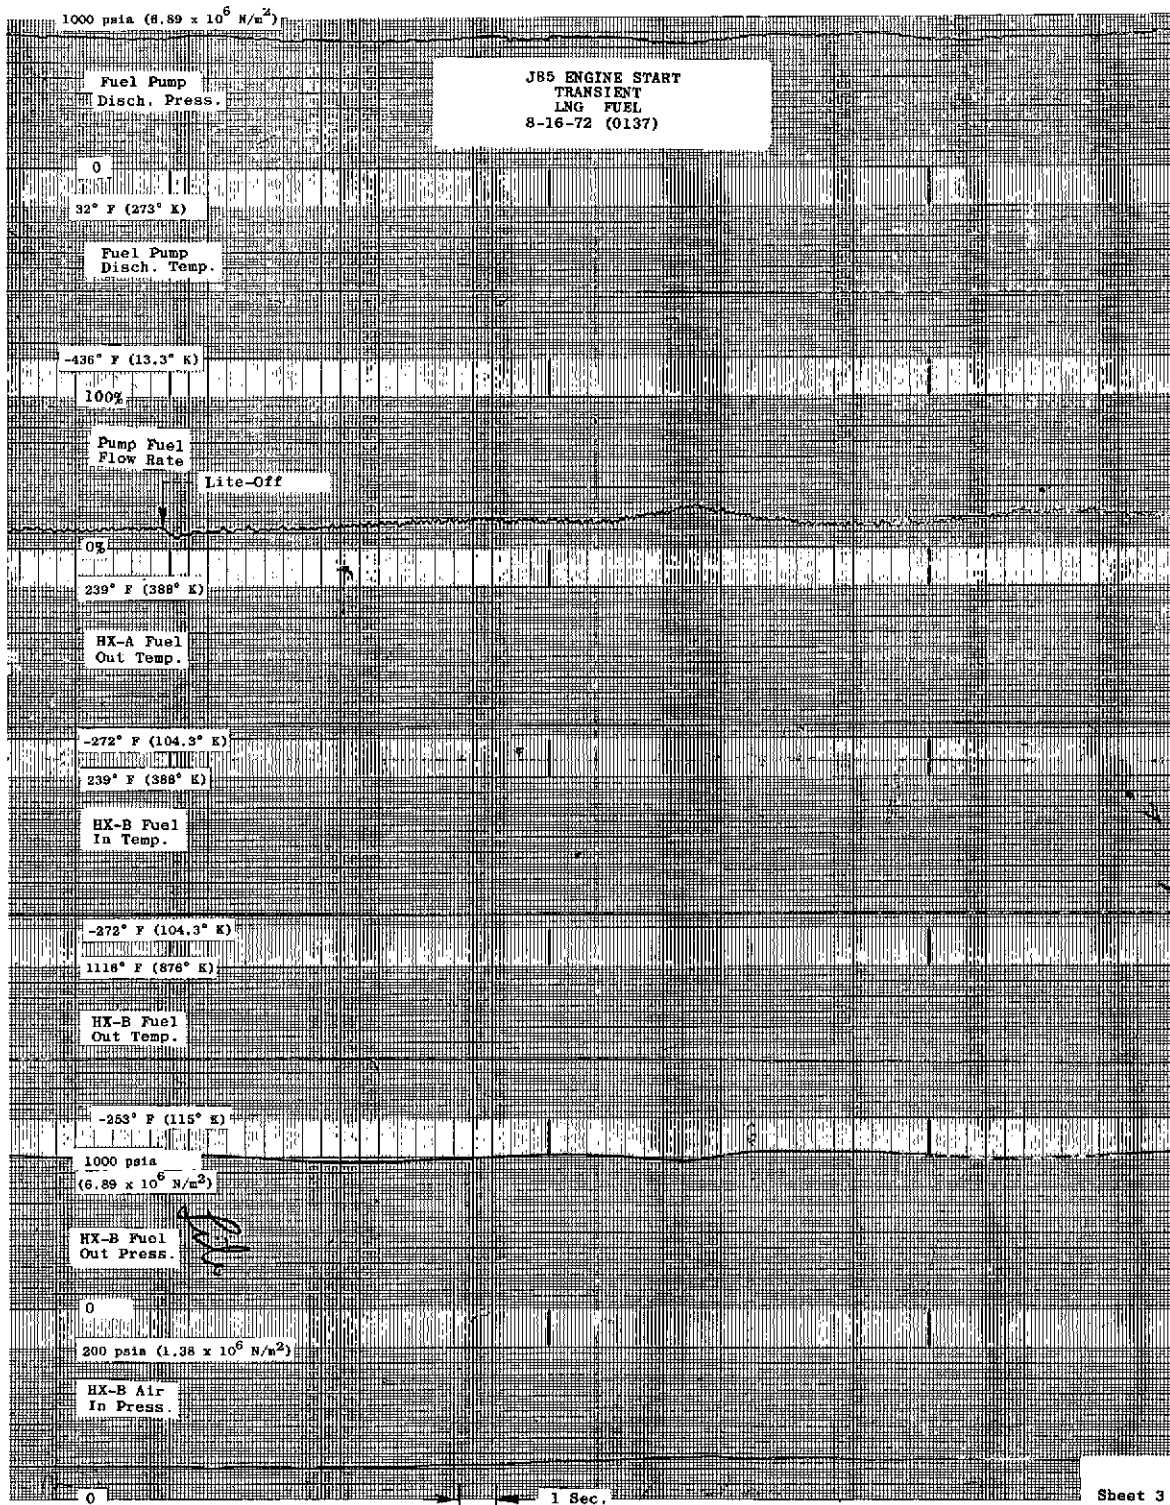 1000 psia (6.89 x 10^6 N/m^2)
Fuel Pump
Disch. Press.
J85 ENGINE START
TRANSIENT
LNG FUEL
8-16-72 (0137)
0
32° F (273° K)
Fuel Pump
Disch. Temp.
-436° F (13.3° K)
100%
Pump Fuel
Flow Rate
Lite-Off
0%
239° F (388° K)
HX-A Fuel
Out Temp.
-272° F (104.3° K)
239° F (388° K)
HX-B Fuel
In Temp.
-272° F (104.3° K)
1118° F (876° K)
HX-B Fuel
Out Temp.
-253° F (115° K)
1000 psia
(6.89 x 10^6 N/m^2)
HX-B Fuel
Out Press.
0
200 psia (1.38 x 10^6 N/m^2)
HX-B Air
In Press.
0
1 Sec.
Sheet 3